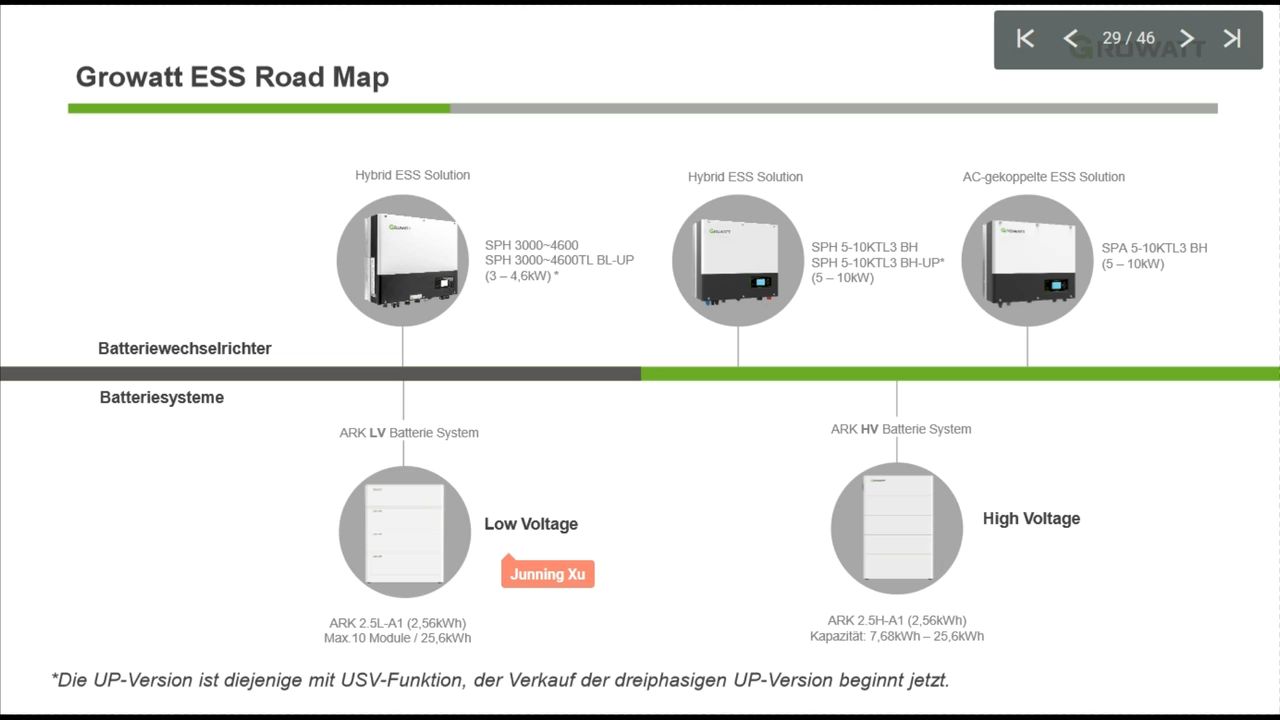 29 / 46
GROWATT
Growatt ESS Road Map
Hybrid ESS Solution
Hybrid ESS Solution
AC-gekoppelte ESS Solution
GROWATT
SPH 3000~4600
SPH 3000~4600TL BL-UP
(3 – 4,6kW) *
GROWATT
SPH 5-10KTL3 BH
SPH 5-10KTL3 BH-UP*
(5 – 10kW)
GROWATT
SPA 5-10KTL3 BH
(5 – 10kW)
Batteriewechselrichter
Batteriesysteme
ARK LV Batterie System
ARK HV Batterie System
Low Voltage
High Voltage
Junning Xu
ARK 2.5L-A1 (2,56kWh)
Max.10 Module / 25,6kWh
ARK 2.5H-A1 (2,56kWh)
Kapazität: 7,68kWh – 25,6kWh
*Die UP-Version ist diejenige mit USV-Funktion, der Verkauf der dreiphasigen UP-Version beginnt jetzt.